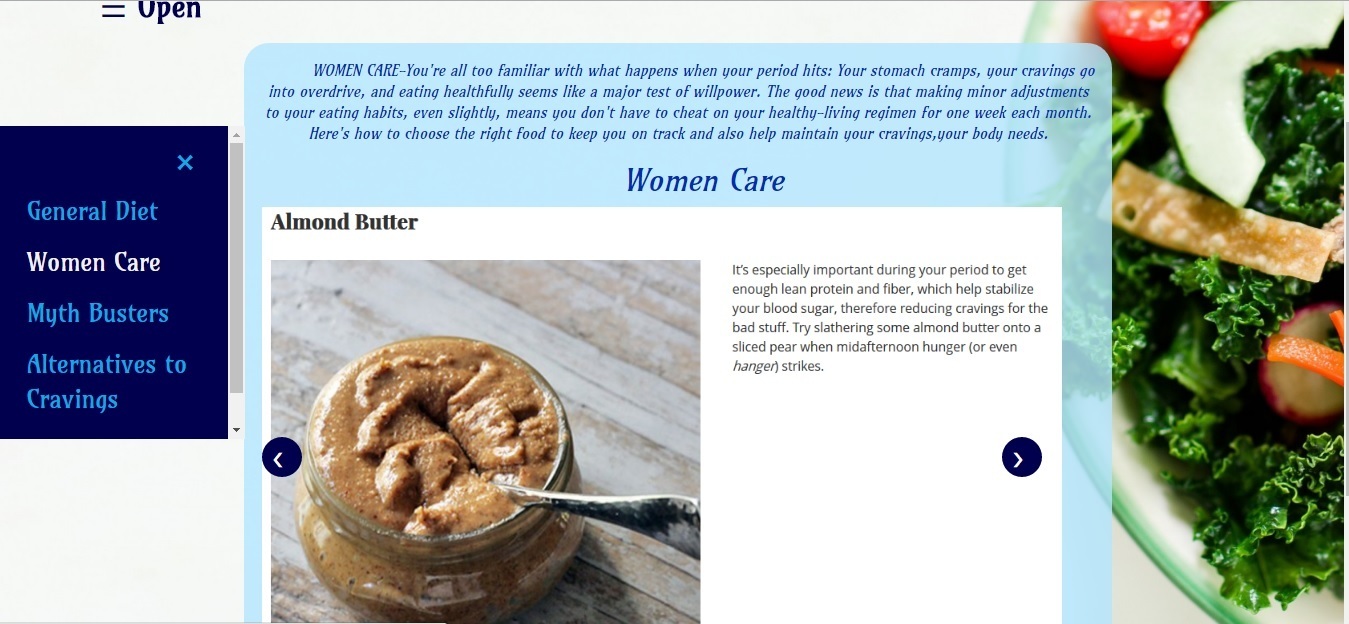 ☰ Open
WOMEN CARE-You're all too familiar with what happens when your period hits: Your stomach cramps, your cravings go
into overdrive, and eating healthfully seems like a major test of willpower. The good news is that making minor adjustments
to your eating habits, even slightly, means you don't have to cheat on your healthy-living regimen for one week each month.
Here's how to choose the right food to keep you on track and also help maintain your cravings,your body needs.
×
General Diet
Women Care
Myth Busters
Alternatives to
Cravings
Women Care
Almond Butter
It's especially important during your period to get
enough lean protein and fiber, which help stabilize
your blood sugar, therefore reducing cravings for the
bad stuff. Try slathering some almond butter onto a
sliced pear when midafternoon hunger (or even
hanger) strikes.
❮
❯